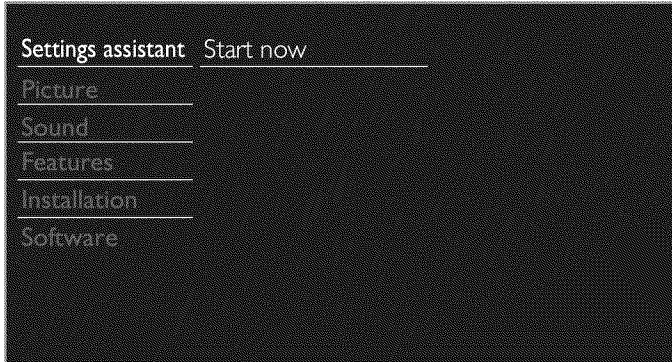 Settings assistant Start now
Picture
Sound
Features
Installation
Software